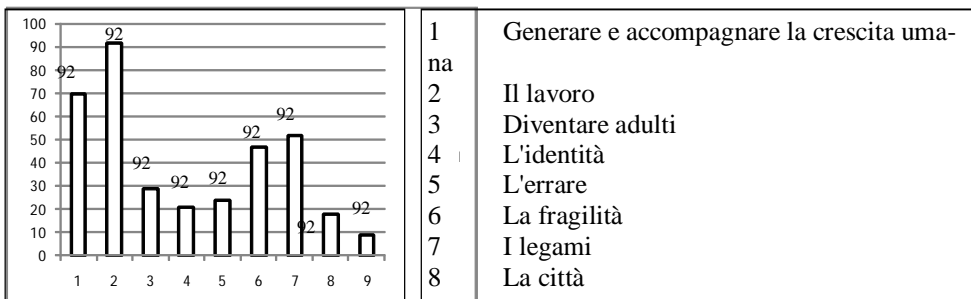 100
90
80
70
60
50
40
30
20
10
0
92
92
92
92
92
92
92
92
92
1 2 3 4 5 6 7 8 9
1 Generare e accompagnare la crescita uma-
na
2 Il lavoro
3 Diventare adulti
4 L'identità
5 L'errare
6 La fragilità
7 I legami
8 La città